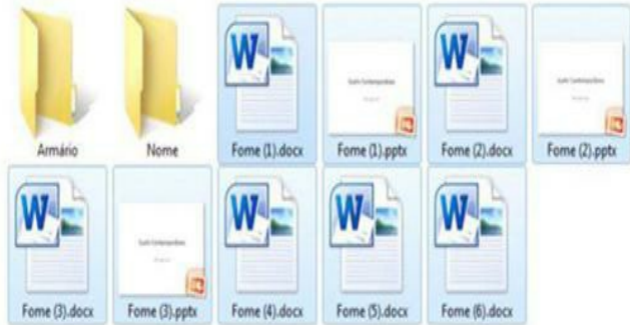 Armário Nome Fome (1).docx Fome (1).pptx Fome (2).docx Fome (2).pptx
Fome (3).docx Fome (3).pptx Fome (4).docx Fome (5).docx Fome (6).docx